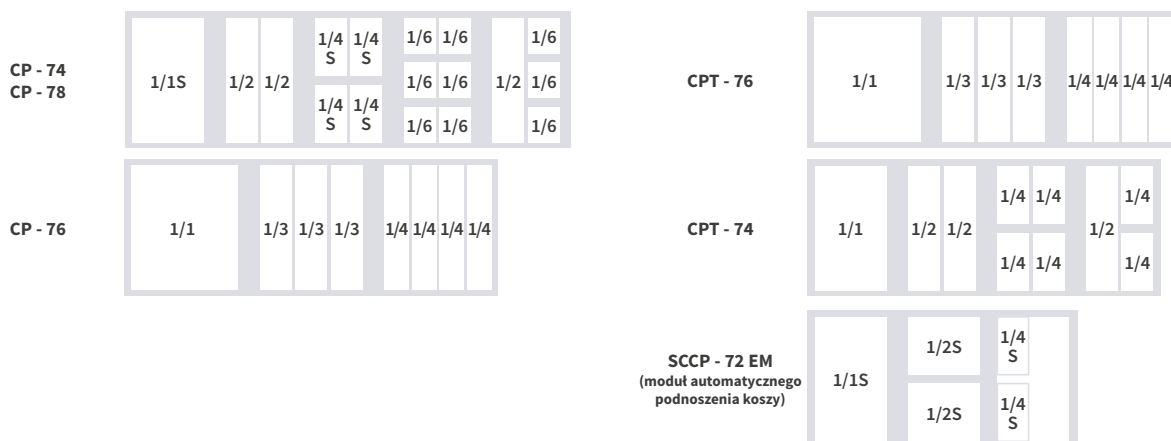 CP - 74
CP - 78
1/1S
1/2 1/2
1/4 1/4
S S
1/4 1/4
S S
1/6 1/6
1/6 1/6
1/6 1/6
1/2
1/6
1/6
1/6
CP - 76
1/1
1/3 1/3 1/3
1/4 1/4 1/4 1/4
CPT - 76
1/1
1/3 1/3 1/3
1/4 1/4 1/4 1/4
CPT - 74
1/1
1/2 1/2
1/4 1/4
1/4 1/4
1/2
1/4
1/4
SCCP - 72 EM
(moduł automatycznego
podnoszenia koszy)
1/1S
1/2S
1/2S
1/4
S
1/4
S